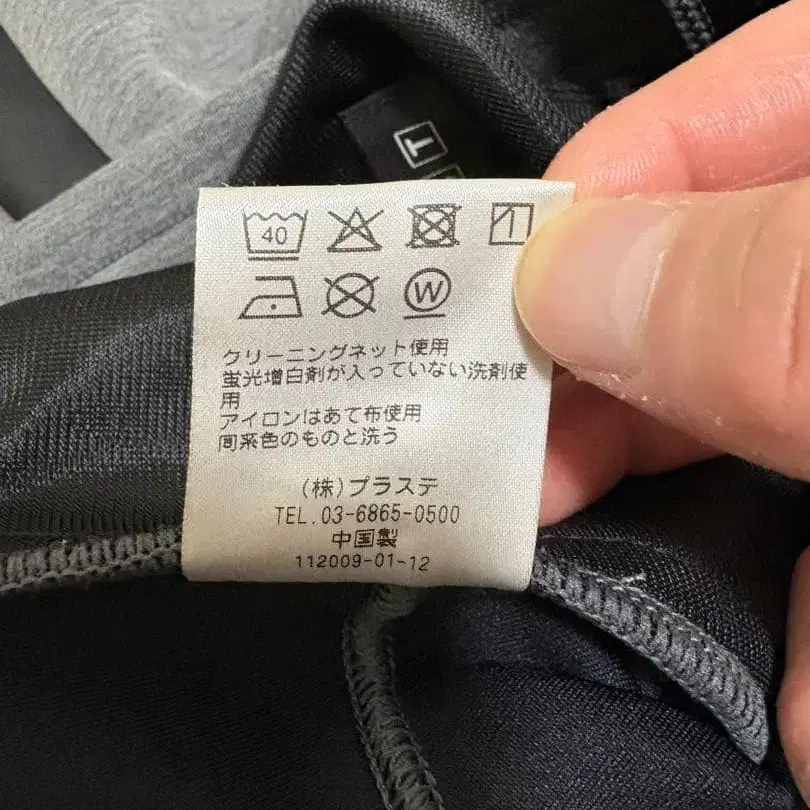 T
40
W
クリーニングネット使用
蛍光増白剤が入っていない洗剤使
用
アイロンはあて布使用
同系色のものと洗う
(株)プラステ
TEL.03-6865-0500
中国製
112009-01-12